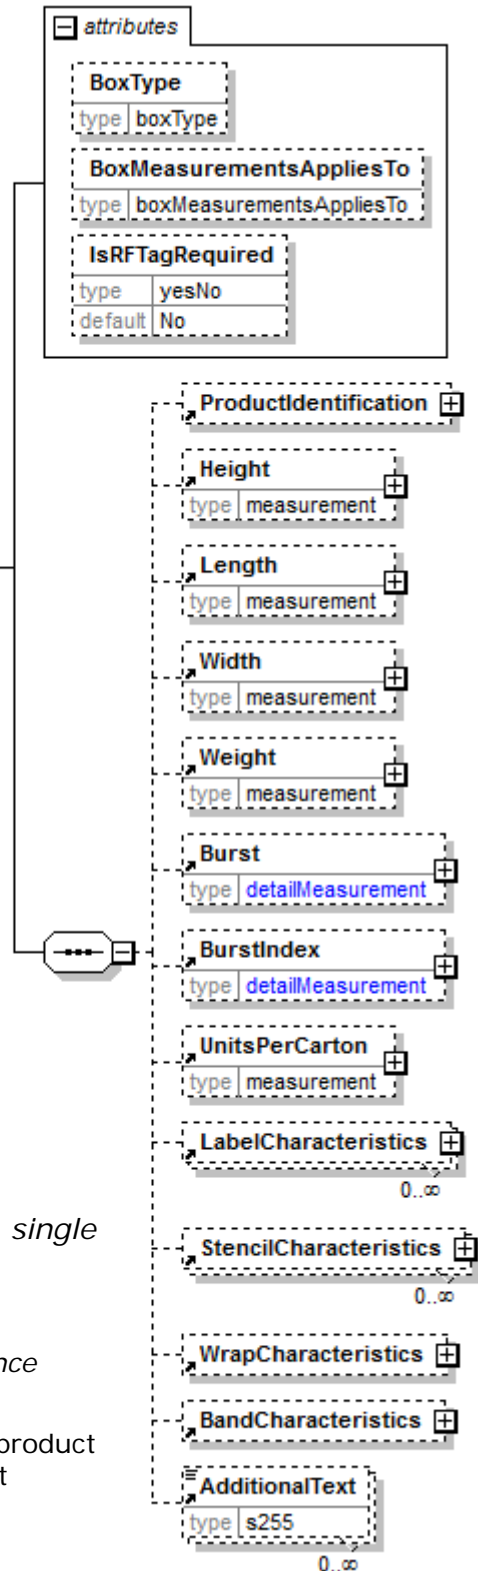 attributes
BoxType
type boxType
BoxMeasurementsAppliesTo
type boxMeasurementsAppliesTo
IsRFTagRequired
type yesNo
default No
ProductIdentification
Height
type measurement
Length
type measurement
Width
type measurement
Weight
type measurement
Burst
type detailMeasurement
BurstIndex
type detailMeasurement
UnitsPerCarton
type measurement
LabelCharacteristics
0..∞
single
StencilCharacteristics
0..∞
nce
WrapCharacteristics
BandCharacteristics
product
t
AdditionalText
type s255
0..∞